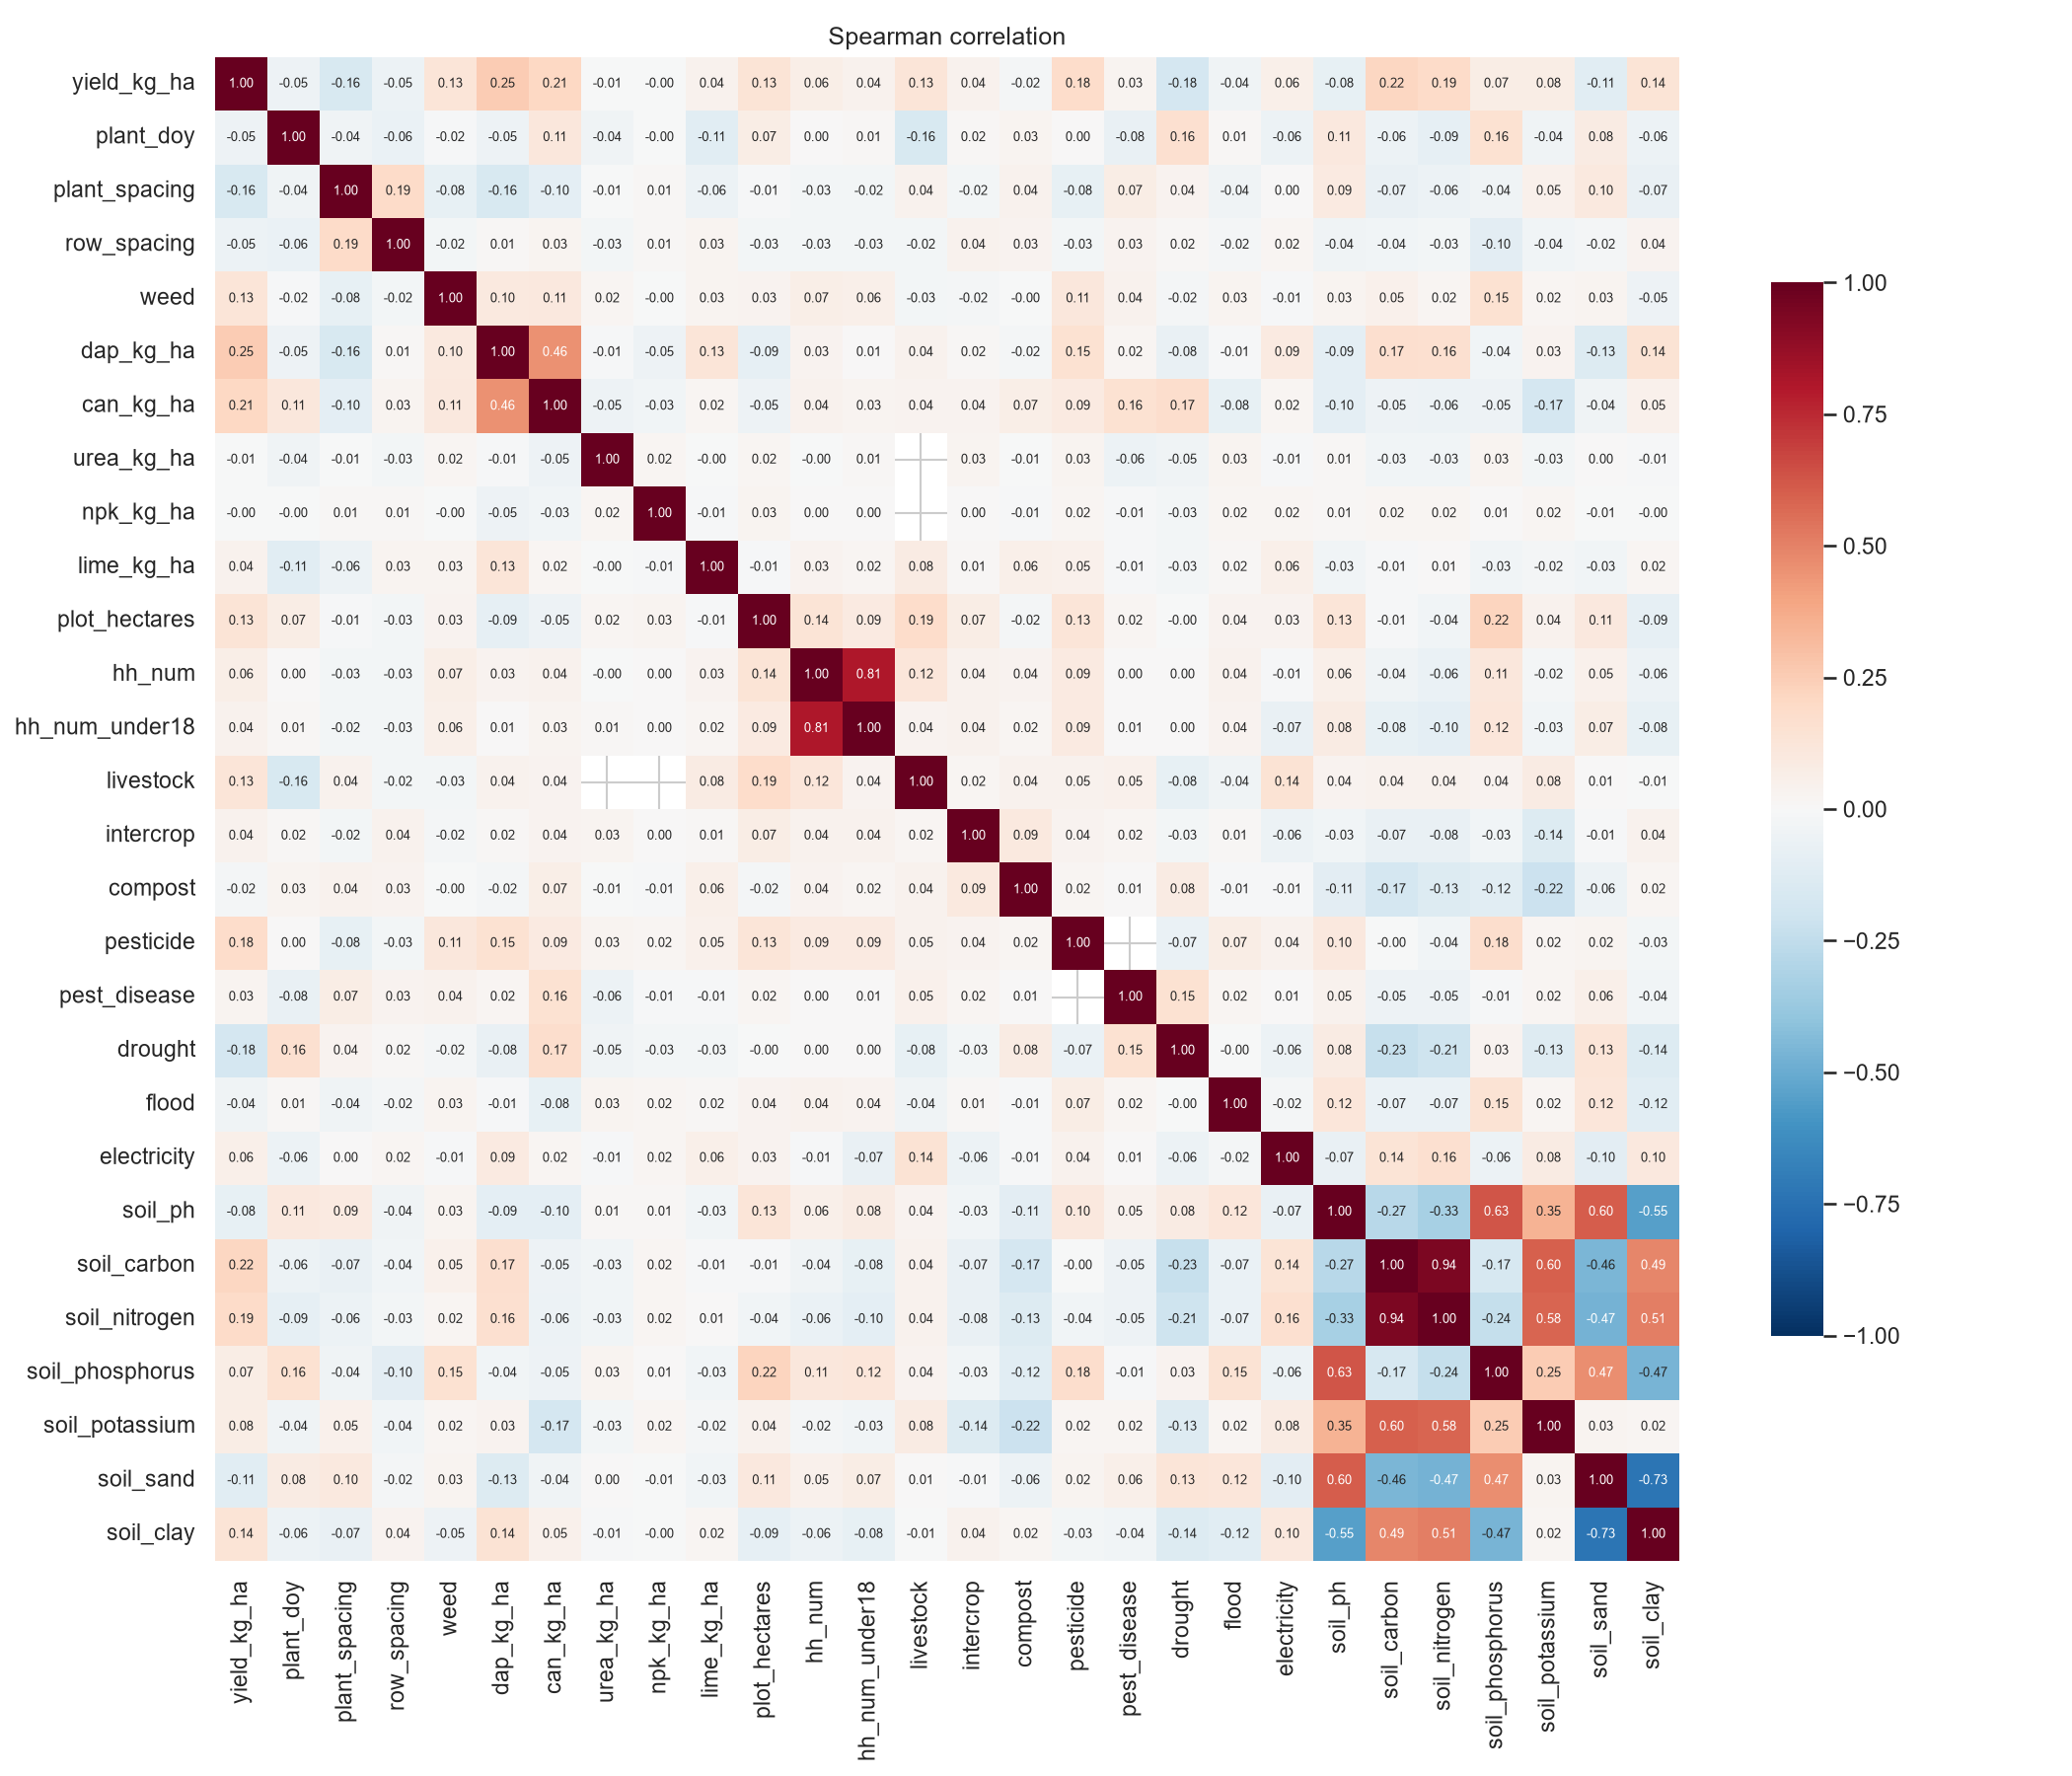 Spearman correlation
yield_kg_ha 1.00 -0.05 -0.16 -0.05 0.13 0.25 0.21 -0.01 -0.00 0.04 0.13 0.06 0.04 0.13 0.04 -0.02 0.18 0.03 -0.18 -0.04 0.06 -0.08 0.22 0.19 0.07 0.08 -0.11 0.14
plant_doy -0.05 1.00 -0.04 -0.06 -0.02 -0.05 0.11 -0.04 -0.00 -0.11 0.07 0.00 0.01 -0.16 0.02 0.03 0.00 -0.08 0.16 0.01 -0.06 0.11 -0.06 -0.09 0.16 -0.04 0.08 -0.06
plant_spacing -0.16 -0.04 1.00 0.19 -0.08 -0.16 -0.10 -0.01 0.01 -0.06 -0.01 -0.03 -0.02 0.04 -0.02 0.04 -0.08 0.07 0.04 -0.04 0.00 0.09 -0.07 -0.06 -0.04 0.05 0.10 -0.07
row_spacing -0.05 -0.06 0.19 1.00 -0.02 0.01 0.03 -0.03 0.01 0.03 -0.03 -0.03 -0.03 -0.02 0.04 0.03 -0.03 0.03 0.02 -0.02 0.02 -0.04 -0.04 -0.03 -0.10 -0.04 -0.02 0.04
weed 0.13 -0.02 -0.08 -0.02 1.00 0.10 0.11 0.02 -0.00 0.03 0.03 0.07 0.06 -0.03 -0.02 -0.00 0.11 0.04 -0.02 0.03 -0.01 0.03 0.05 0.02 0.15 0.02 0.03 -0.05
dap_kg_ha 0.25 -0.05 -0.16 0.01 0.10 1.00 0.46 -0.01 -0.05 0.13 -0.09 0.03 0.01 0.04 0.02 -0.02 0.15 0.02 -0.08 -0.01 0.09 -0.09 0.17 0.16 -0.04 0.03 -0.13 0.14
can_kg_ha 0.21 0.11 -0.10 0.03 0.11 0.46 1.00 -0.05 -0.03 0.02 -0.05 0.04 0.03 0.04 0.04 0.07 0.09 0.16 0.17 -0.08 0.02 -0.10 -0.05 -0.06 -0.05 -0.17 -0.04 0.05
urea_kg_ha -0.01 -0.04 -0.01 -0.03 0.02 -0.01 -0.05 1.00 0.02 -0.00 0.02 -0.00 0.01 0.03 -0.01 0.03 -0.06 -0.05 0.03 -0.01 0.01 -0.03 -0.03 0.03 -0.03 0.00 -0.01
npk_kg_ha -0.00 -0.00 0.01 0.01 -0.00 -0.05 -0.03 0.02 1.00 -0.01 0.03 0.00 0.00 0.00 -0.01 0.02 -0.01 -0.03 0.02 0.02 0.01 0.02 0.02 0.01 0.02 -0.01 -0.00
lime_kg_ha 0.04 -0.11 -0.06 0.03 0.03 0.13 0.02 -0.00 -0.01 1.00 -0.01 0.03 0.02 0.08 0.01 0.06 0.05 -0.01 -0.03 0.02 0.06 -0.03 -0.01 0.01 -0.03 -0.02 -0.03 0.02
plot_hectares 0.13 0.07 -0.01 -0.03 0.03 -0.09 -0.05 0.02 0.03 -0.01 1.00 0.14 0.09 0.19 0.07 -0.02 0.13 0.02 -0.00 0.04 0.03 0.13 -0.01 -0.04 0.22 0.04 0.11 -0.09
hh_num 0.06 0.00 -0.03 -0.03 0.07 0.03 0.04 -0.00 0.00 0.03 0.14 1.00 0.81 0.12 0.04 0.04 0.09 0.00 0.00 0.04 -0.01 0.06 -0.04 -0.06 0.11 -0.02 0.05 -0.06
hh_num_under18 0.04 0.01 -0.02 -0.03 0.06 0.01 0.03 0.01 0.00 0.02 0.09 0.81 1.00 0.04 0.04 0.02 0.09 0.01 0.00 0.04 -0.07 0.08 -0.08 -0.10 0.12 -0.03 0.07 -0.08
livestock 0.13 -0.16 0.04 -0.02 -0.03 0.04 0.04 0.08 0.19 0.12 0.04 1.00 0.02 0.04 0.05 0.05 -0.08 -0.04 0.14 0.04 0.04 0.04 0.04 0.08 0.01 -0.01
intercrop 0.04 0.02 -0.02 0.04 -0.02 0.02 0.04 0.03 0.00 0.01 0.07 0.04 0.04 0.02 1.00 0.09 0.04 0.02 -0.03 0.01 -0.06 -0.03 -0.07 -0.08 -0.03 -0.14 -0.01 0.04
compost -0.02 0.03 0.04 0.03 -0.00 -0.02 0.07 -0.01 -0.01 0.06 -0.02 0.04 0.02 0.04 0.09 1.00 0.02 0.01 0.08 -0.01 -0.01 -0.11 -0.17 -0.13 -0.12 -0.22 -0.06 0.02
pesticide 0.18 0.00 -0.08 -0.03 0.11 0.15 0.09 0.03 0.02 0.05 0.13 0.09 0.09 0.05 0.04 0.02 1.00 -0.07 0.07 0.04 0.10 -0.00 -0.04 0.18 0.02 0.02 -0.03
pest_disease 0.03 -0.08 0.07 0.03 0.04 0.02 0.16 -0.06 -0.01 -0.01 0.02 0.00 0.01 0.05 0.02 0.01 1.00 0.15 0.02 0.01 0.05 -0.05 -0.05 -0.01 0.02 0.06 -0.04
drought -0.18 0.16 0.04 0.02 -0.02 -0.08 0.17 -0.05 -0.03 -0.03 -0.00 0.00 0.00 -0.08 -0.03 0.08 -0.07 0.15 1.00 -0.00 -0.06 0.08 -0.23 -0.21 0.03 -0.13 0.13 -0.14
flood -0.04 0.01 -0.04 -0.02 0.03 -0.01 -0.08 0.03 0.02 0.02 0.04 0.04 0.04 -0.04 0.01 -0.01 0.07 0.02 -0.00 1.00 -0.02 0.12 -0.07 -0.07 0.15 0.02 0.12 -0.12
electricity 0.06 -0.06 0.00 0.02 -0.01 0.09 0.02 -0.01 0.02 0.06 0.03 -0.01 -0.07 0.14 -0.06 -0.01 0.04 0.01 -0.06 -0.02 1.00 -0.07 0.14 0.16 -0.06 0.08 -0.10 0.10
soil_ph -0.08 0.11 0.09 -0.04 0.03 -0.09 -0.10 0.01 0.01 -0.03 0.13 0.06 0.08 0.04 -0.03 -0.11 0.10 0.05 0.08 0.12 -0.07 1.00 -0.27 -0.33 0.63 0.35 0.60 -0.55
soil_carbon 0.22 -0.06 -0.07 -0.04 0.05 0.17 -0.05 -0.03 0.02 -0.01 -0.01 -0.04 -0.08 0.04 -0.07 -0.17 -0.00 -0.05 -0.23 -0.07 0.14 -0.27 1.00 0.94 -0.17 0.60 -0.46 0.49
soil_nitrogen 0.19 -0.09 -0.06 -0.03 0.02 0.16 -0.06 -0.03 0.02 0.01 -0.04 -0.06 -0.10 0.04 -0.08 -0.13 -0.04 -0.05 -0.21 -0.07 0.16 -0.33 0.94 1.00 -0.24 0.58 -0.47 0.51
soil_phosphorus 0.07 0.16 -0.04 -0.10 0.15 -0.04 -0.05 0.03 0.01 -0.03 0.22 0.11 0.12 0.04 -0.03 -0.12 0.18 -0.01 0.03 0.15 -0.06 0.63 -0.17 -0.24 1.00 0.25 0.47 -0.47
soil_potassium 0.08 -0.04 0.05 -0.04 0.02 0.03 -0.17 -0.03 0.02 -0.02 0.04 -0.02 -0.03 0.08 -0.14 -0.22 0.02 0.02 -0.13 0.02 0.08 0.35 0.60 0.58 0.25 1.00 0.03 0.02
soil_sand -0.11 0.08 0.10 -0.02 0.03 -0.13 -0.04 0.00 -0.01 -0.03 0.11 0.05 0.07 0.01 -0.01 -0.06 0.02 0.06 0.13 0.12 -0.10 0.60 -0.46 -0.47 0.47 0.03 1.00 -0.73
soil_clay 0.14 -0.06 -0.07 0.04 -0.05 0.14 0.05 -0.01 -0.00 0.02 -0.09 -0.06 -0.08 -0.01 0.04 0.02 -0.03 -0.04 -0.14 -0.12 0.10 -0.55 0.49 0.51 -0.47 0.02 -0.73 1.00
yield_kg_ha
plant_doy
plant_spacing
row_spacing
weed
dap_kg_ha
can_kg_ha
urea_kg_ha
npk_kg_ha
lime_kg_ha
plot_hectares
hh_num
hh_num_under18
livestock
intercrop
compost
pesticide
pest_disease
drought
flood
electricity
soil_ph
soil_carbon
soil_nitrogen
soil_phosphorus
soil_potassium
soil_sand
soil_clay
1.00
0.75
0.50
0.25
0.00
−0.25
−0.50
−0.75
−1.00